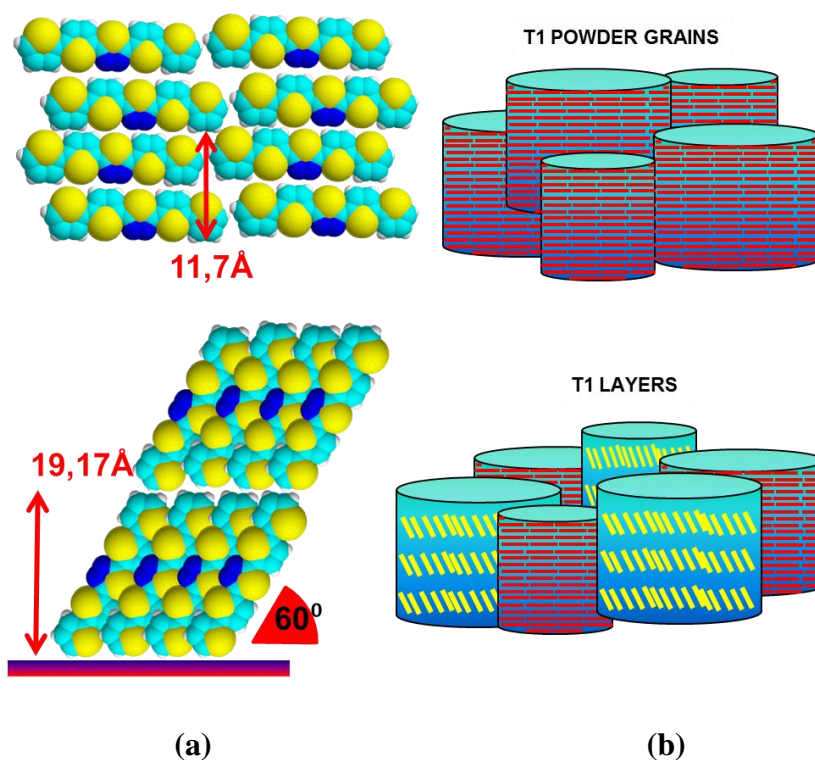 T1 POWDER GRAINS
11,7Å
T1 LAYERS
19,17Å
60⁰
(a)
(b)